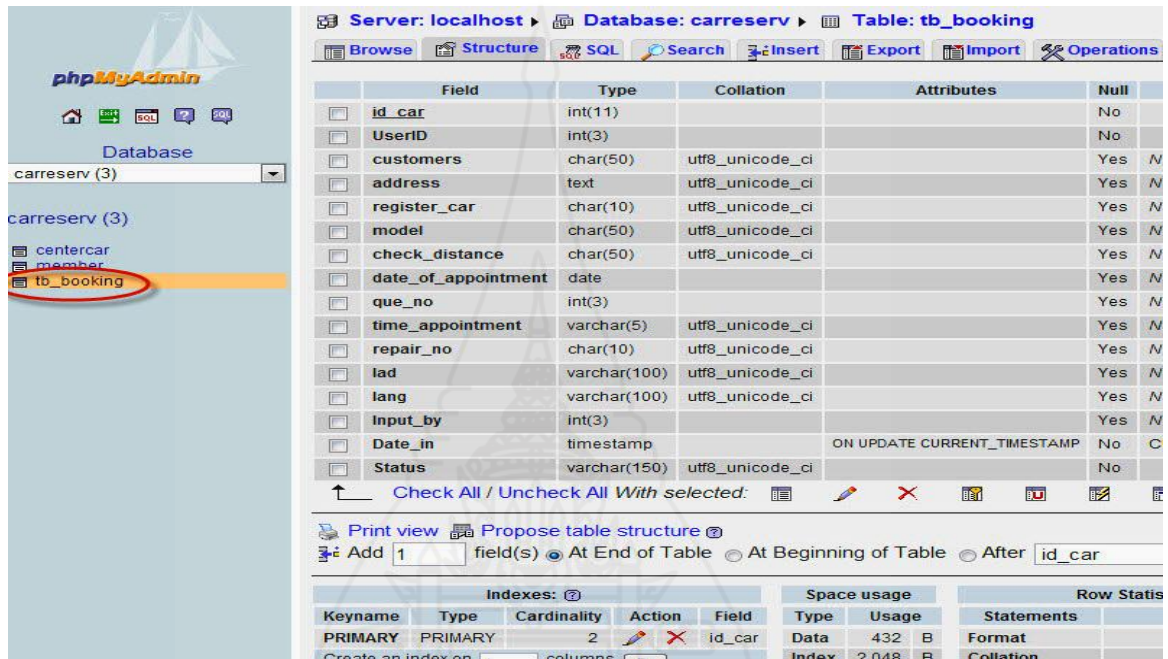 phpMyAdmin
Database
carreserv (3)
carreserv (3)
centercar
member
tb_booking
Server: localhost ▸ Database: carreserv ▸ Table: tb_booking
Browse Structure SQL Search Insert Export Import Operations
Field Type Collation Attributes Null
id_car int(11) No
UserID int(3) No
customers char(50) utf8_unicode_ci Yes N
address text utf8_unicode_ci Yes N
register_car char(10) utf8_unicode_ci Yes N
model char(50) utf8_unicode_ci Yes N
check_distance char(50) utf8_unicode_ci Yes N
date_of_appointment date Yes N
que_no int(3) Yes N
time_appointment varchar(5) utf8_unicode_ci Yes N
repair_no char(10) utf8_unicode_ci Yes N
lad varchar(100) utf8_unicode_ci Yes N
lang varchar(100) utf8_unicode_ci Yes N
Input_by int(3) Yes N
Date_in timestamp ON UPDATE CURRENT_TIMESTAMP No C
Status varchar(150) utf8_unicode_ci No
Check All / Uncheck All With selected:
Print view Propose table structure
Add 1 field(s) At End of Table At Beginning of Table After id_car
Indexes: Space usage Row Statis
Keyname Type Cardinality Action Field Type Usage Statements
PRIMARY PRIMARY 2 id_car Data 432 B Format
Create an index on columns Index 2,048 B Collation